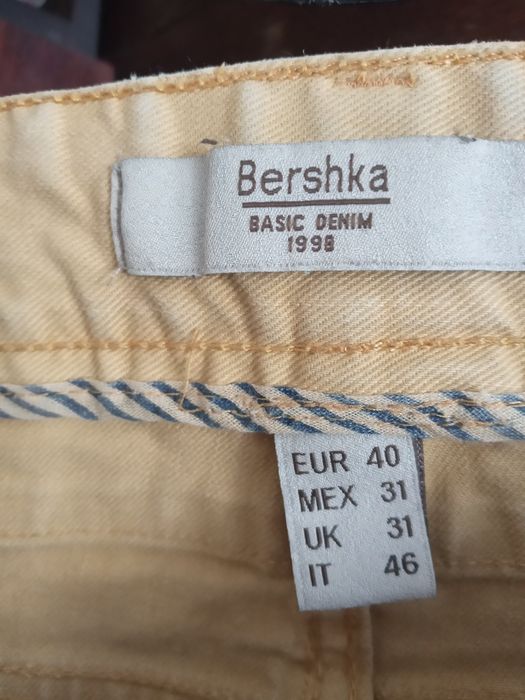 Bershka
BASIC DENIM
1998
EUR 40
MEX 31
UK 31
IT 46